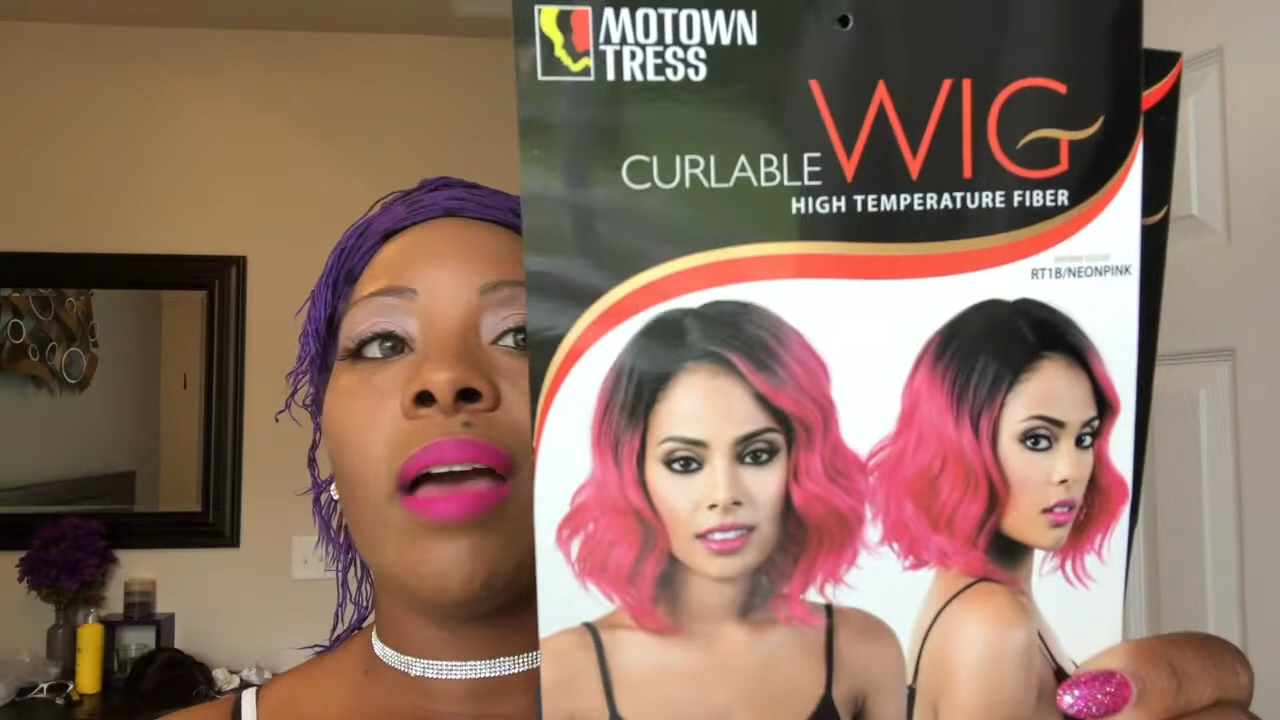 MOTOWN
TRESS
CURLABLE WIG
HIGH TEMPERATURE FIBER
RT1B/NEONPINK